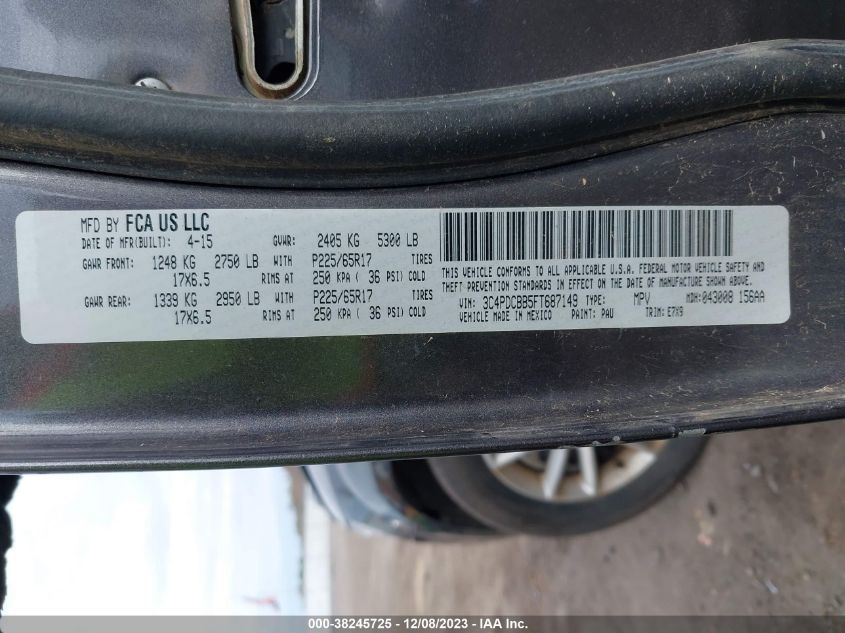 MFD BY FCA US LLC
DATE OF MFR(BUILT): 4-15 GVWR: 2405 KG 5300 LB
GAWR FRONT: 1248 KG 2750 LB WITH P225/65R17 TIRES
17X6.5 RIMS AT 250 KPA ( 36 PSI) COLD
GAWR REAR: 1339 KG 2950 LB WITH P225/65R17 TIRES
17X6.5 RIMS AT 250 KPA ( 36 PSI) COLD
THIS VEHICLE CONFORMS TO ALL APPLICABLE U.S.A. FEDERAL MOTOR VEHICLE SAFETY AND
THEFT PREVENTION STANDARDS IN EFFECT ON THE DATE OF MANUFACTURE SHOWN ABOVE.
VIN: 3C4PDCBB5FT687149 TYPE: MPV MDH: 043008 156AA
VEHICLE MADE IN MEXICO PAINT: PAU TRIM: E7X9
000-38245725 - 12/08/2023 - Copyright © 2023 IAA, Inc.